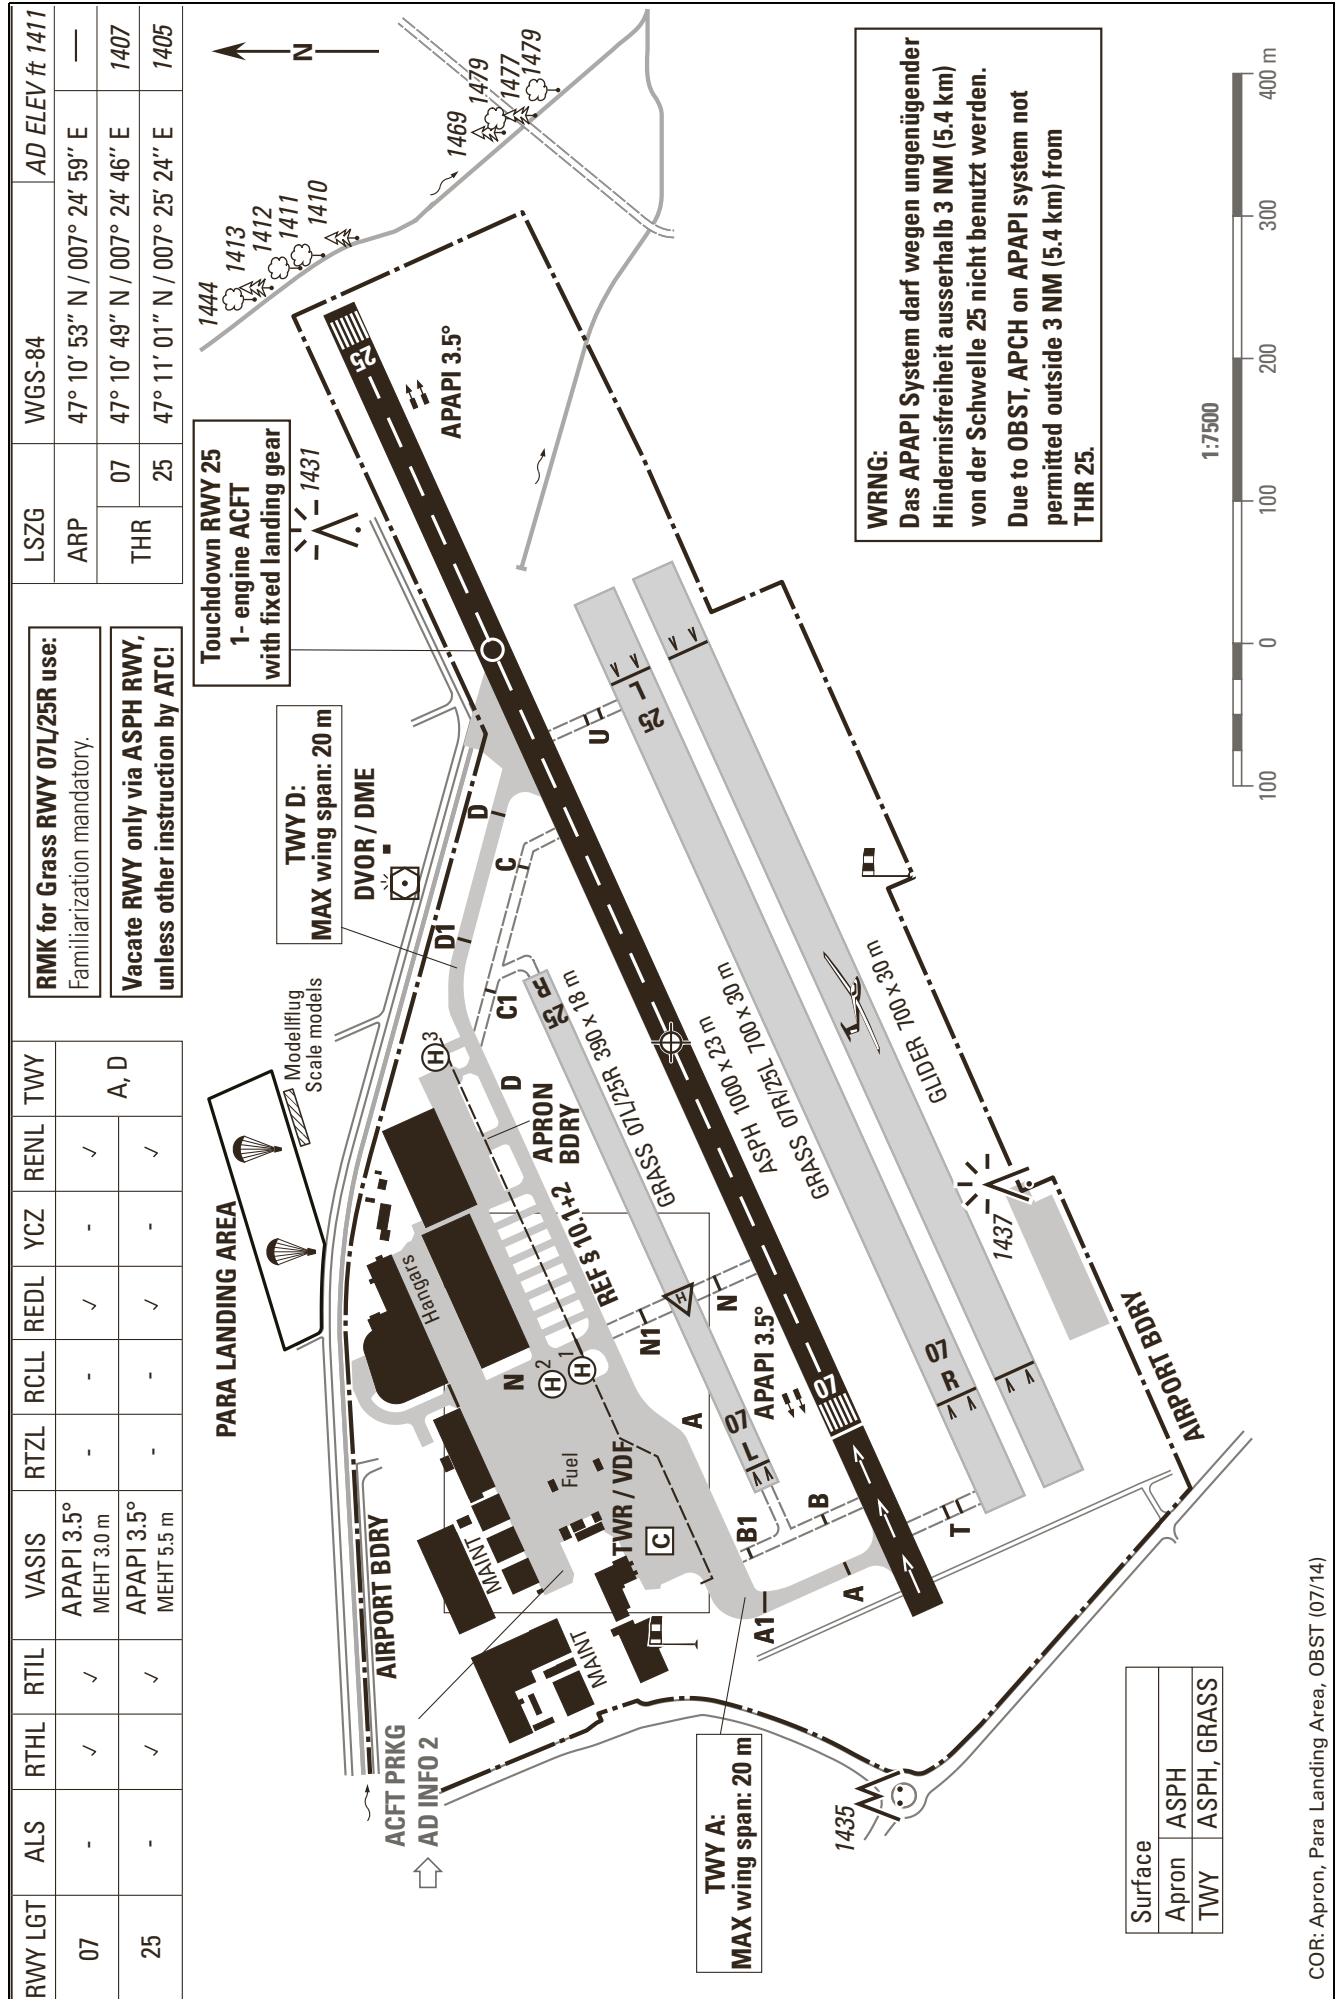 RWY LGT ALS RTHL RTIL VASIS RTZL RCLL REDL YCZ RENL TWY
07 - ✓ ✓ APAPI 3.5° - - ✓ - ✓ A, D
MEHT 3.0 m
25 - ✓ ✓ APAPI 3.5° - - ✓ - ✓
MEHT 5.5 m
RMK for Grass RWY 07L/25R use:
Familiarization mandatory.
Vacate RWY only via ASPH RWY,
unless other instruction by ATC!
LSZG WGS-84 AD ELEV ft 1411
ARP 47° 10' 53'' N / 007° 24' 59'' E —
THR 07 47° 10' 49'' N / 007° 24' 46'' E 1407
25 47° 11' 01'' N / 007° 25' 24'' E 1405
N
PARA LANDING AREA
Modellflug
Scale models
Touchdown RWY 25
1- engine ACFT
with fixed landing gear
1431
1444
1413
1412
1411
1410
1469
1479
1477
1479
TWY D:
MAX wing span: 20 m
DVOR / DME
APAPI 3.5°
25
AIRPORT BDRY
ACFT PRKG
AD INFO 2
MAINT
MAINT
Hangars
Fuel
TWR / VDF
C
N
H 2
H 1
H 3
REF s 10.1+2
APRON
BDRY
D
D1
D
C1
C
U
25 R
GRASS 07L/25R 390 x 18 m
ASPH 1000 x 23 m
GRASS 07R/25L 700 x 30 m
GLIDER 700 x 30 m
25 L
N1
H
N
A
07 L
APAPI 3.5°
07
07 R
B1
B
A1
A
T
1437
AIRPORT BDRY
TWY A:
MAX wing span: 20 m
1435
WRNG:
Das APAPI System darf wegen ungenügender
Hindernisfreiheit ausserhalb 3 NM (5.4 km)
von der Schwelle 25 nicht benutzt werden.
Due to OBST, APCH on APAPI system not
permitted outside 3 NM (5.4 km) from
THR 25.
Surface
Apron ASPH
TWY ASPH, GRASS
1:7500
100 0 100 200 300 400 m
COR: Apron, Para Landing Area, OBST (07/14)